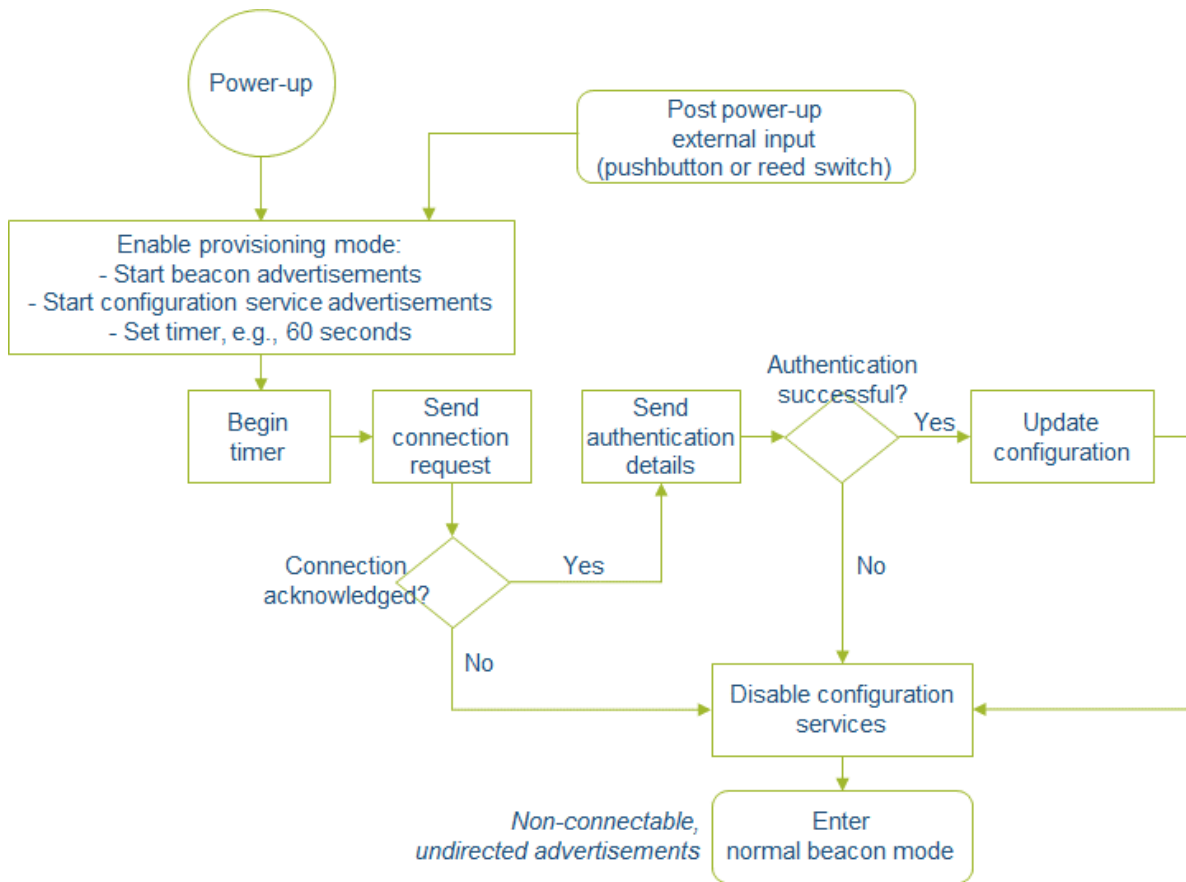 Power-up
Post power-up
external input
(pushbutton or reed switch)
Enable provisioning mode:
- Start beacon advertisements
- Start configuration service advertisements
- Set timer, e.g., 60 seconds
Begin
timer
Send
connection
request
Send
authentication
details
Authentication
successful?
Yes
Update
configuration
Connection
acknowledged?
Yes
No
No
Disable configuration
services
Non-connectable,
undirected advertisements
Enter
normal beacon mode